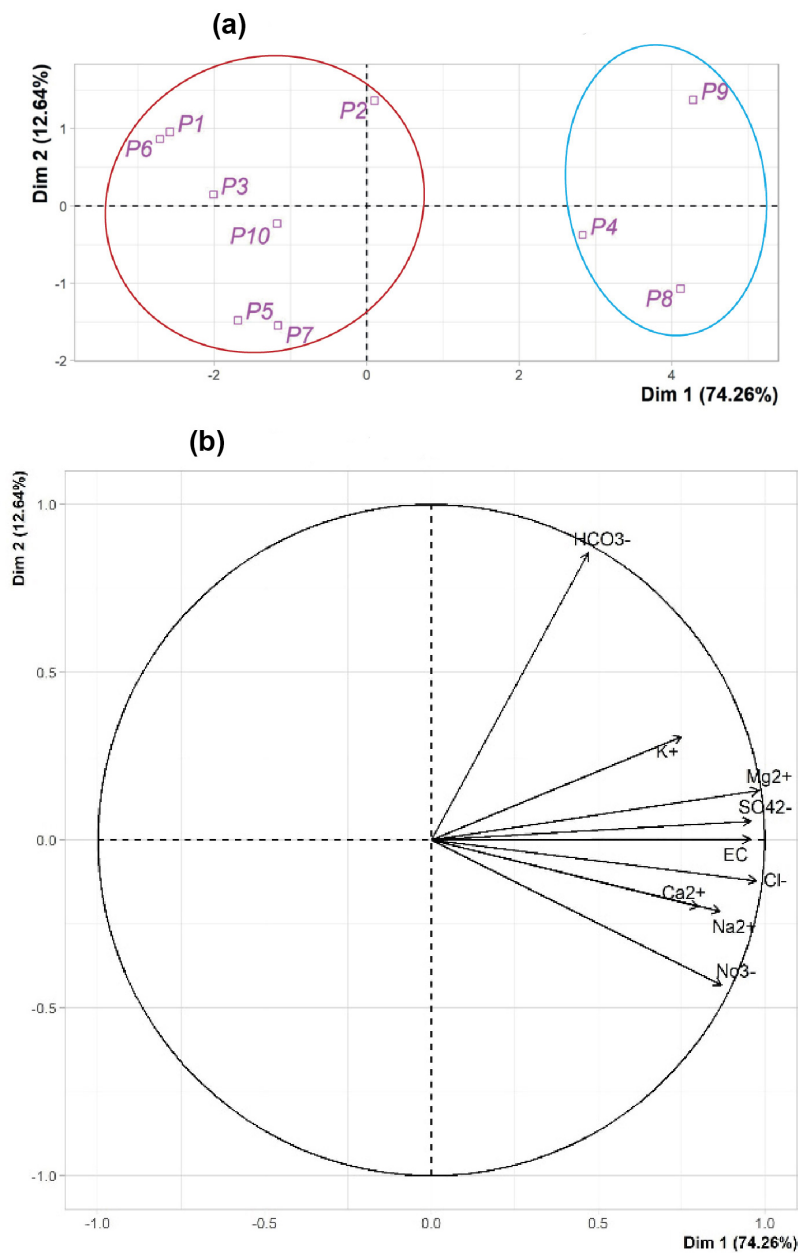 (a)
Dim 2 (12.64%)
1
0
-1
-2
P9
P2
P1
P6
P3
P4
P10
P8
P5
P7
-2
0
2
4
Dim 1 (74.26%)
(b)
Dim 2 (12.64%)
1.0
0.5
0.0
-0.5
-1.0
HCO3-
K+
Mg2+
SO42-
EC
Cl-
Ca2+
Na2+
No3-
-1.0
-0.5
0.0
0.5
1.0
Dim 1 (74.26%)